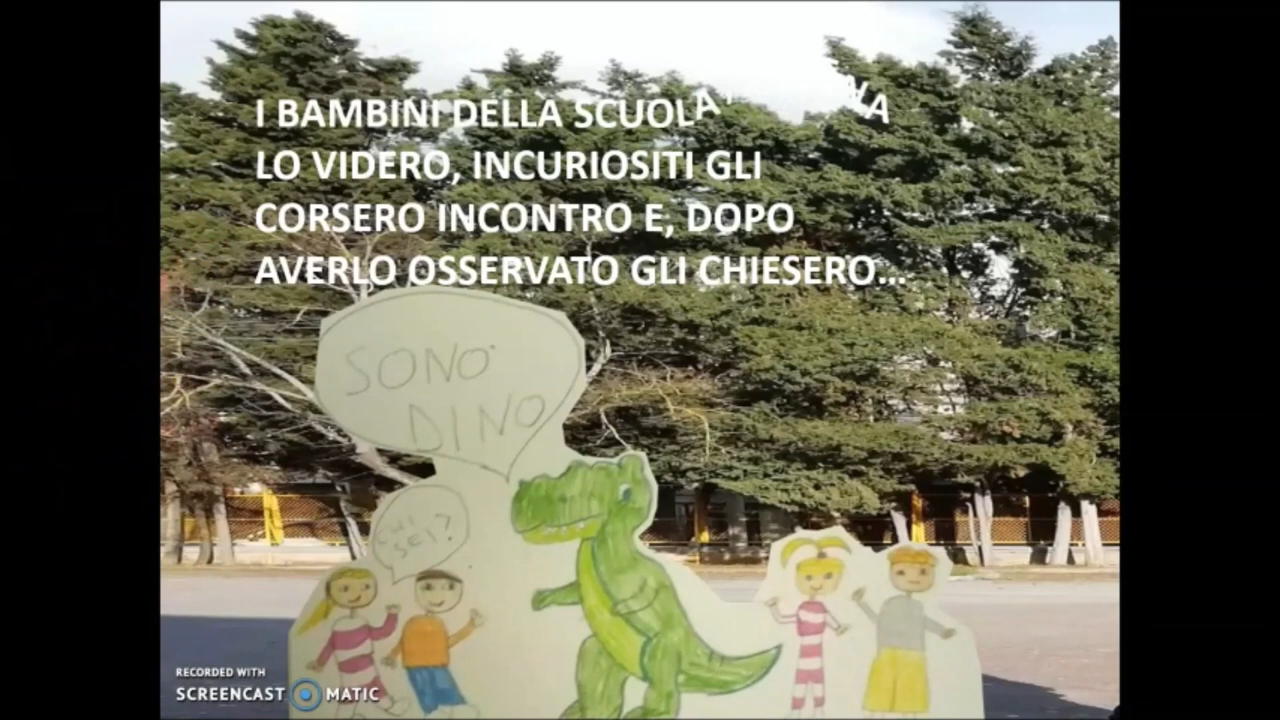 I BAMBINI DELLA SCUOLA
LO VIDERO, INCURIOSITI GLI
CORSERO INCONTRO E, DOPO
AVERLO OSSERVATO GLI CHIESERO...
SONO
DINO
CHI
SEI?
RECORDED WITH
SCREENCAST MATIC